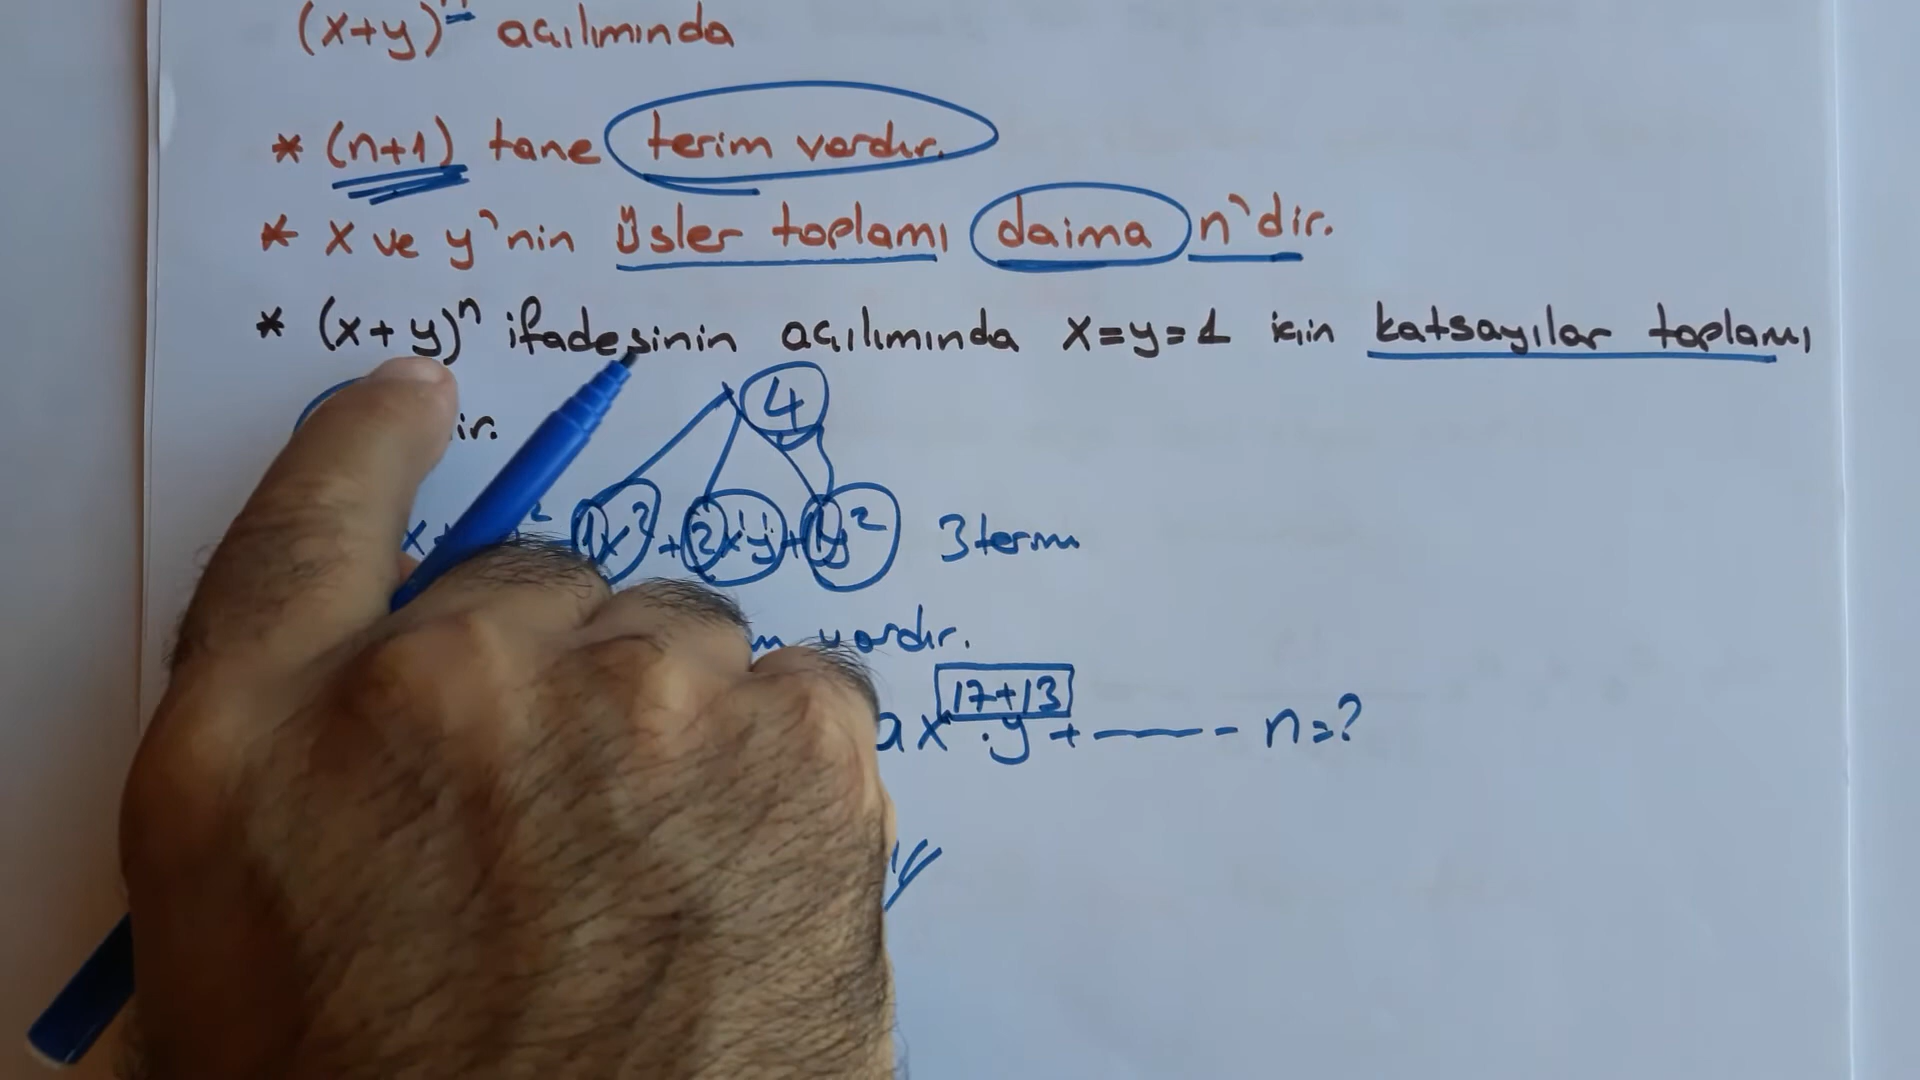 (x+y)ⁿ açılımında
* (n+1) tane terim vardır.
* x ve y'nin üsler toplamı daima n'dir.
* (x+y)ⁿ ifadesinin açılımında x=y=1 için katsayılar toplamı
ir.
4
1x² + 2x¹y¹ + 1y² 3 terim
vardır.
17+13
ax .y + ——— - n=?